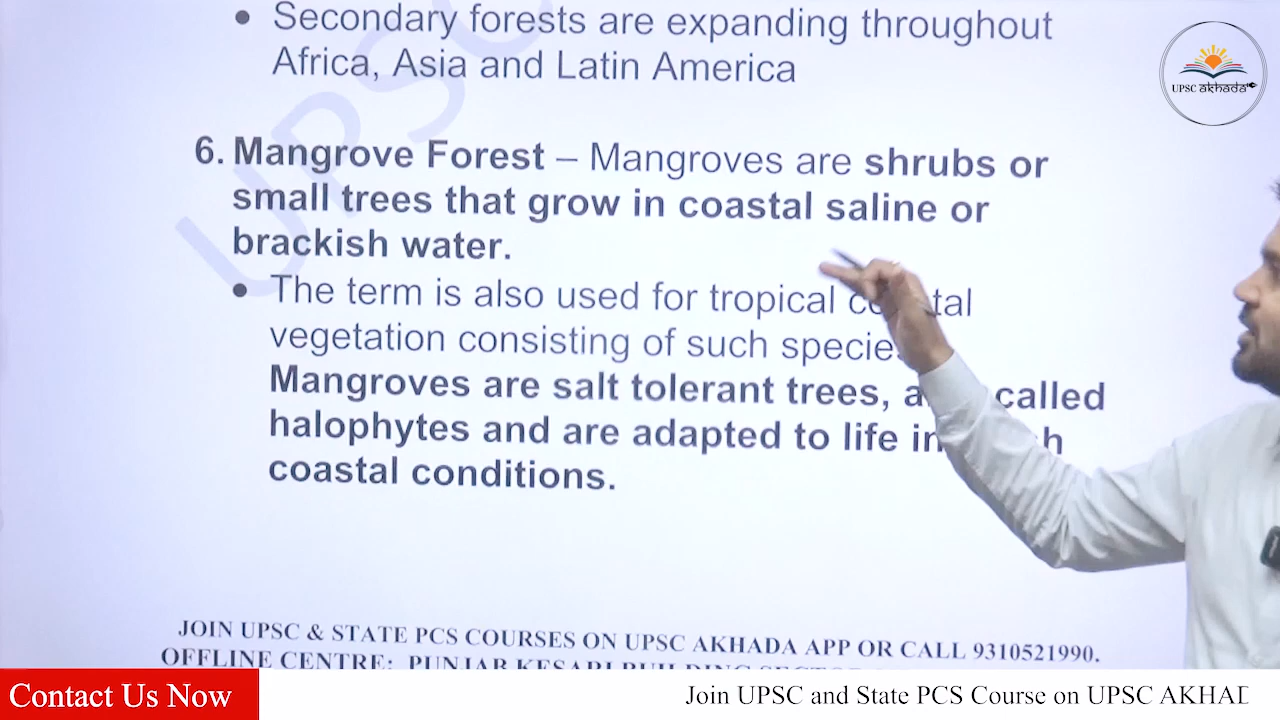 • Secondary forests are expanding throughout
Africa, Asia and Latin America
UPSC akhada
UPSC
6. Mangrove Forest – Mangroves are shrubs or
small trees that grow in coastal saline or
brackish water.
• The term is also used for tropical
vegetation consisting of such
Mangroves are salt tolerant trees, called
halophytes and are adapted to life in
coastal conditions.
JOIN UPSC & STATE PCS COURSES ON UPSC AKHADA APP OR CALL 9310521990.
OFFLINE CENTRE: PUNJAB KESARI BUILDING
Contact Us Now
Join UPSC and State PCS Course on UPSC AKHAD